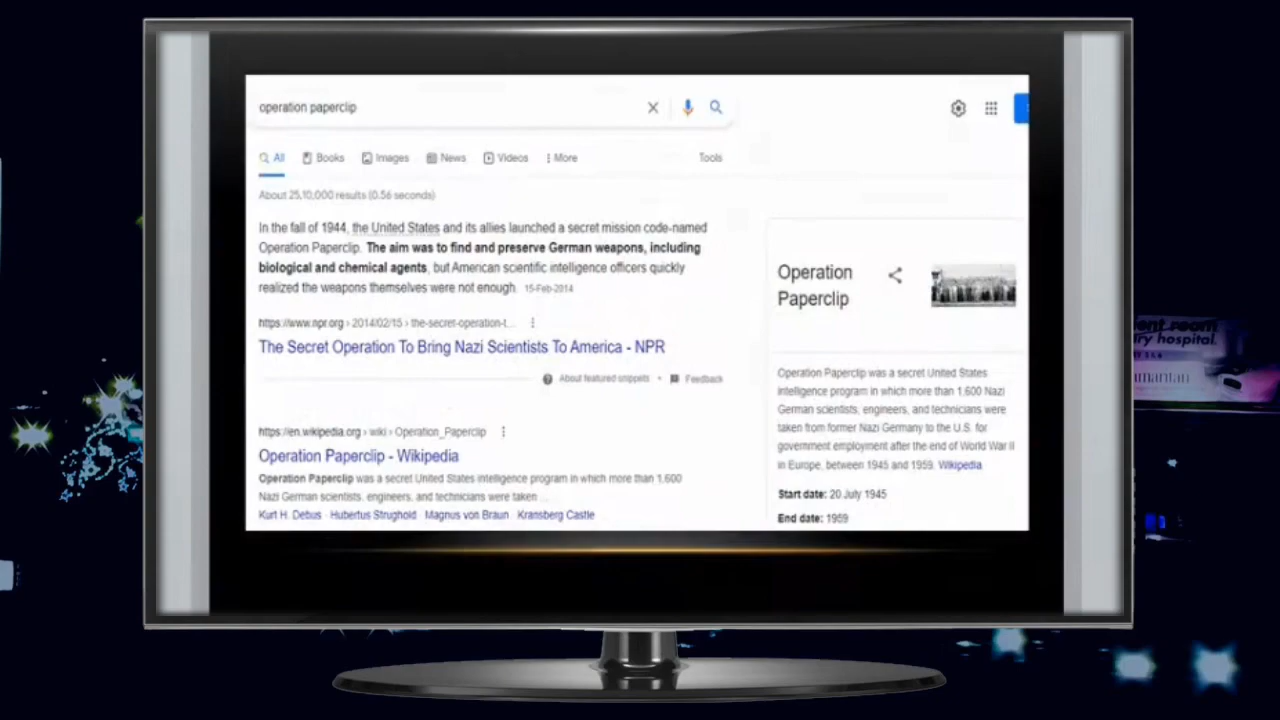 operation paperclip
All Books Images News Videos More Tools
About 25,10,000 results (0.56 seconds)
In the fall of 1944, the United States and its allies launched a secret mission code-named
Operation Paperclip. The aim was to find and preserve German weapons, including
biological and chemical agents, but American scientific intelligence officers quickly
realized the weapons themselves were not enough. 15-Feb-2014
https://www.npr.org › 2014/02/15 › the-secret-operation-t...
The Secret Operation To Bring Nazi Scientists To America - NPR
About featured snippets • Feedback
https://en.wikipedia.org › wiki › Operation_Paperclip
Operation Paperclip - Wikipedia
Operation Paperclip was a secret United States intelligence program in which more than 1,600
Nazi German scientists, engineers, and technicians were taken ...
Kurt H. Debus · Hubertus Strughold · Magnus von Braun · Kransberg Castle
Operation
Paperclip
Operation Paperclip was a secret United States
intelligence program in which more than 1,600 Nazi
German scientists, engineers, and technicians were
taken from former Nazi Germany to the U.S. for
government employment after the end of World War II
in Europe, between 1945 and 1959. Wikipedia
Start date: 20 July 1945
End date: 1959
ent room
ry hospital.